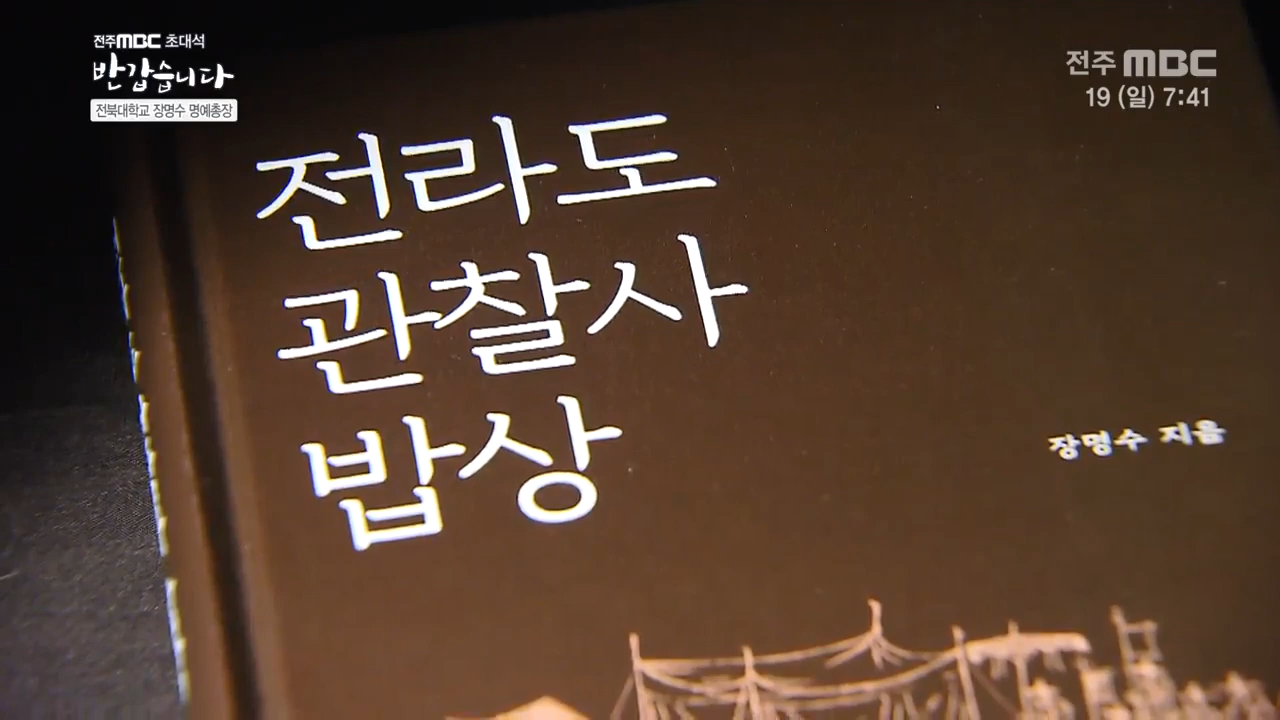 전주MBC 초대석
반갑습니다
전북대학교 장명수 명예총장
전주 MBC
19 (일) 7:41
전라도
관찰사
밥상
장명수 지음